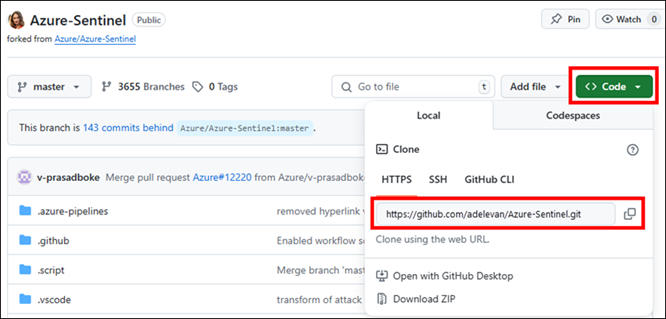 Azure-Sentinel Public
Pin
Watch 0
forked from Azure/Azure-Sentinel
master
3655 Branches
0 Tags
Go to file
t
Add file
<> Code
This branch is 143 commits behind Azure/Azure-Sentinel:master .
Local
Codespaces
Clone
HTTPS
SSH
GitHub CLI
https://github.com/adelevan/Azure-Sentinel.git
Clone using the web URL.
Open with GitHub Desktop
Download ZIP
v-prasadboke Merge pull request Azure#12220 from Azure/v-prasadboke
.azure-pipelines removed hyperlink
.github Enabled workflow
.script Merge branch 'mast
.vscode transform of attack